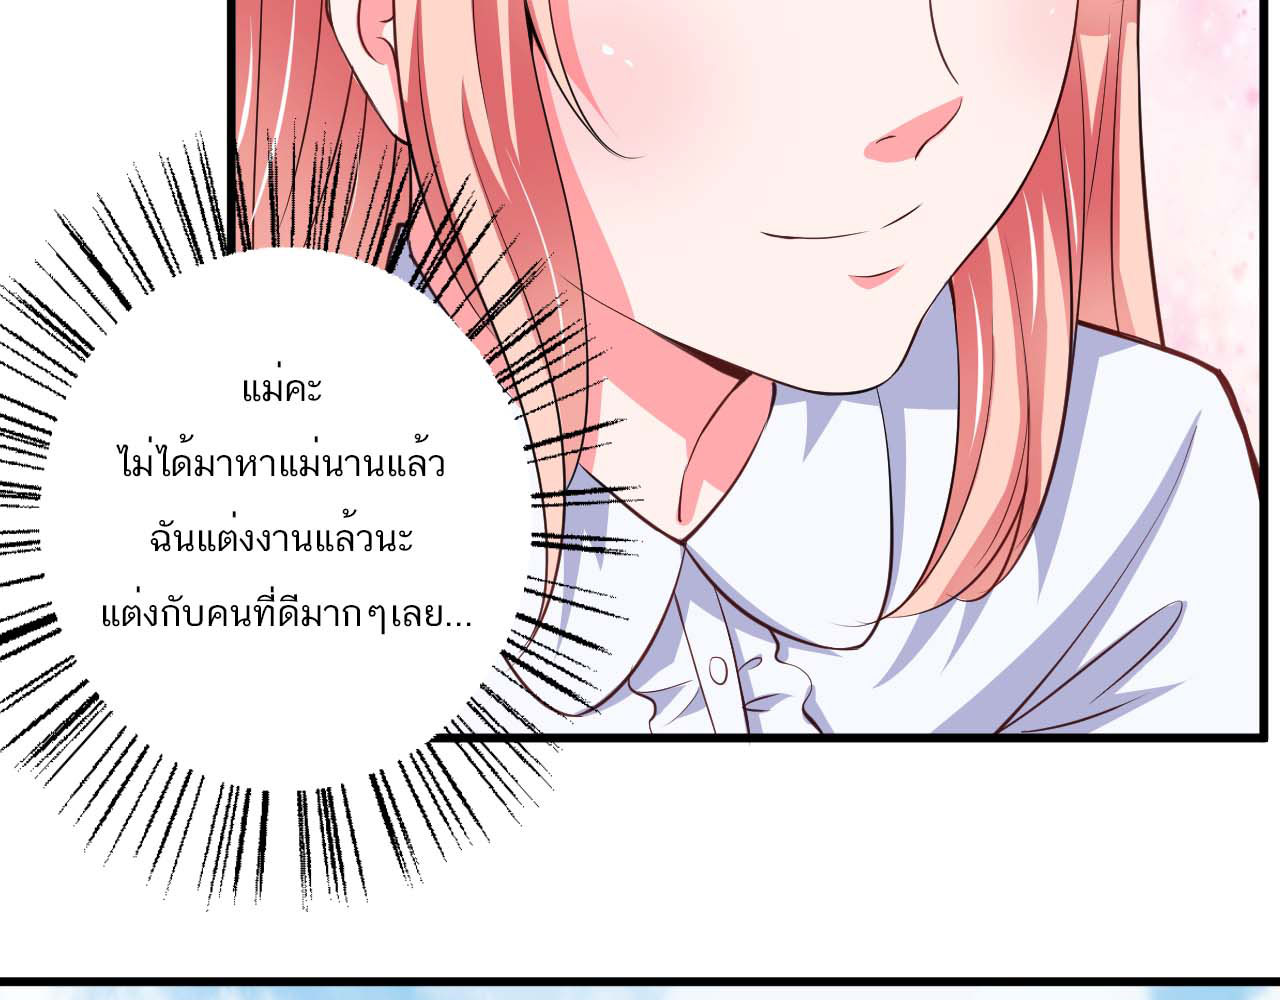 แม่คะ
ไม่ได้มาหาแม่นานแล้ว
ฉันแต่งงานแล้วนะ
แต่งกับคนที่ดีมากๆเลย...